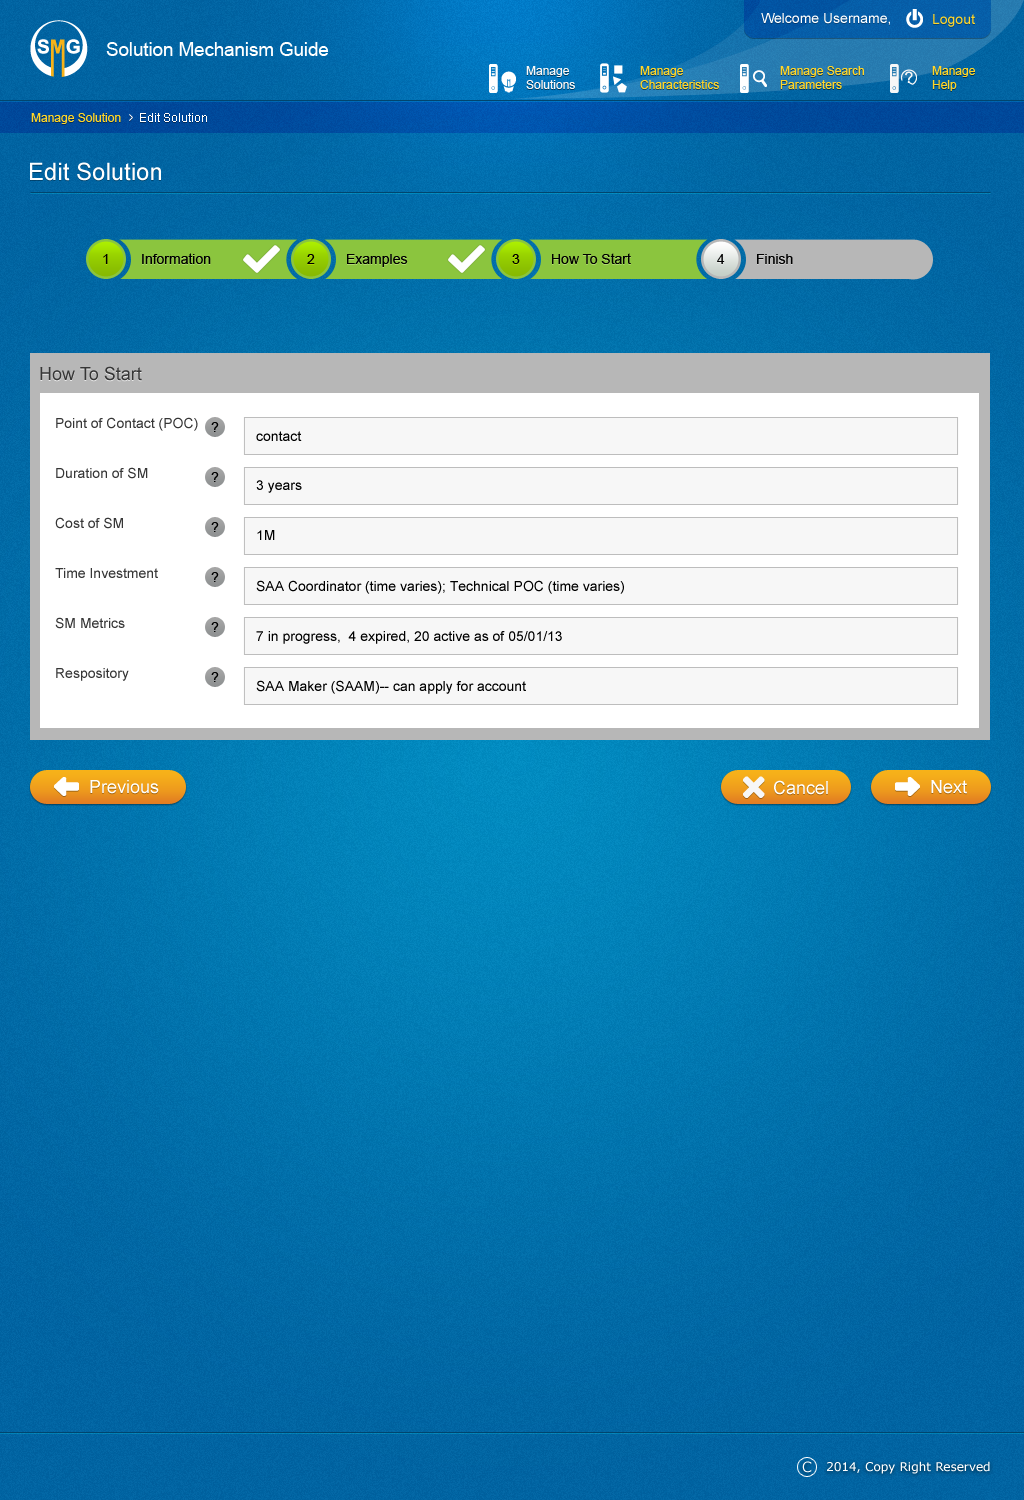 Welcome Username,
Logout
SMG
Solution Mechanism Guide
Manage
Solutions
Manage
Characteristics
Manage Search
Parameters
Manage
Help
Manage Solution > Edit Solution
Edit Solution
1 Information
2 Examples
3 How To Start
4 Finish
How To Start
Point of Contact (POC) ? contact
Duration of SM ? 3 years
Cost of SM ? 1M
Time Investment ? SAA Coordinator (time varies); Technical POC (time varies)
SM Metrics ? 7 in progress,  4 expired, 20 active as of 05/01/13
Respository ? SAA Maker (SAAM)-- can apply for account
Previous
Cancel
Next
© 2014, Copy Right Reserved